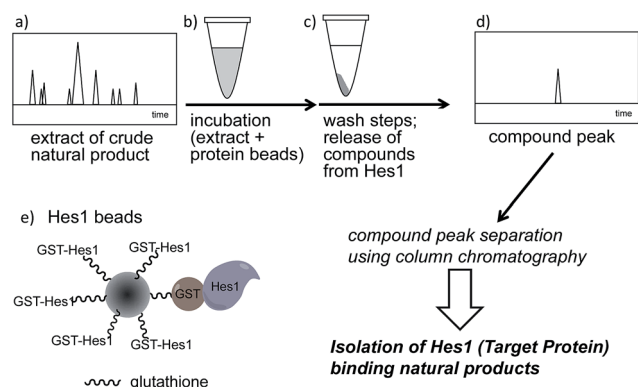 a)
b)
c)
d)
time
time
extract of crude
natural product
incubation
(extract +
protein beads)
wash steps;
release of
compounds
from Hes1
compound peak
e) Hes1 beads
GST-Hes1
GST-Hes1
GST-Hes1
GST-Hes1
GST-Hes1
GST
Hes1
glutathione
compound peak separation
using column chromatography
Isolation of Hes1 (Target Protein)
binding natural products